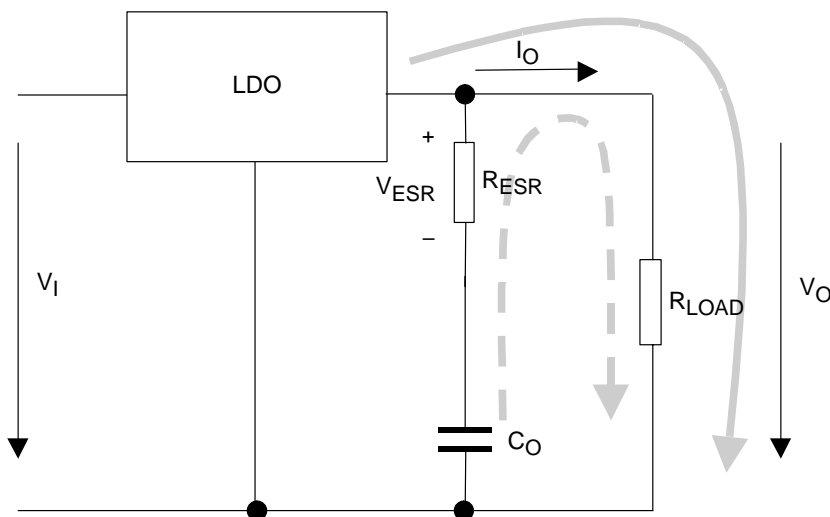 LDO
I_O
+
V_ESR
R_ESR
–
V_I
R_LOAD
V_O
C_O